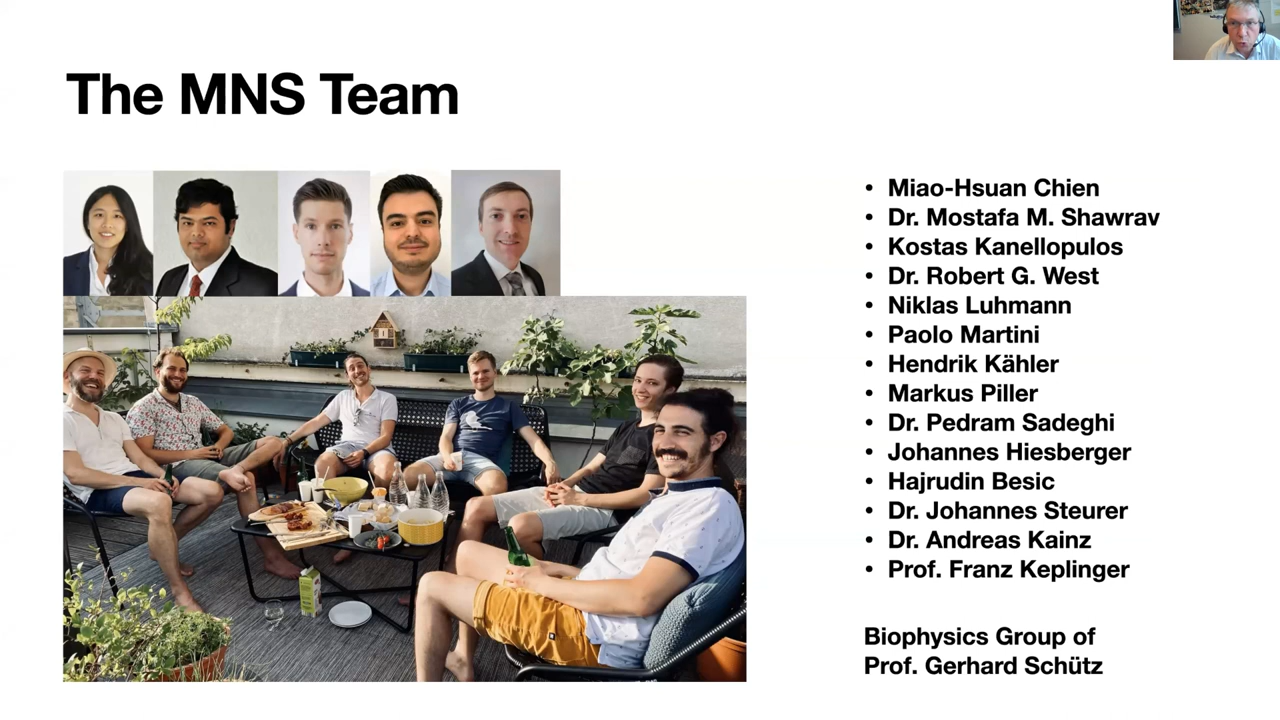 The MNS Team
• Miao-Hsuan Chien
• Dr. Mostafa M. Shawrav
• Kostas Kanellopulos
• Dr. Robert G. West
• Niklas Luhmann
• Paolo Martini
• Hendrik Kähler
• Markus Piller
• Dr. Pedram Sadeghi
• Johannes Hiesberger
• Hajrudin Besic
• Dr. Johannes Steurer
• Dr. Andreas Kainz
• Prof. Franz Keplinger
Biophysics Group of
Prof. Gerhard Schütz